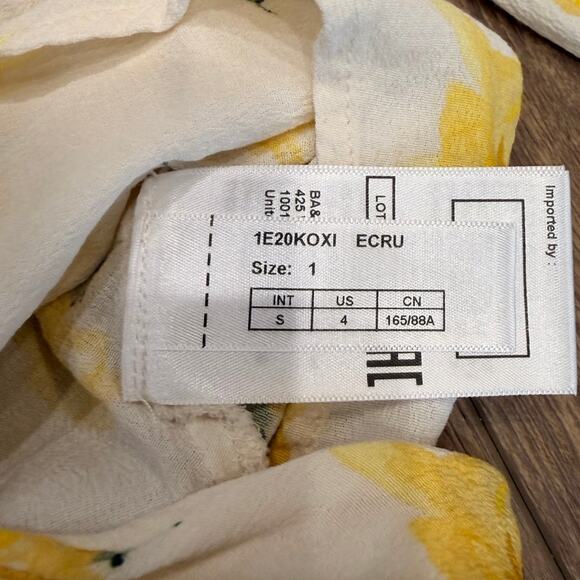 1E20KOXI ECRU
Size: 1
INT US CN
S 4 165/88A
BA&
425
1001
Unit
LOT
Imported by :